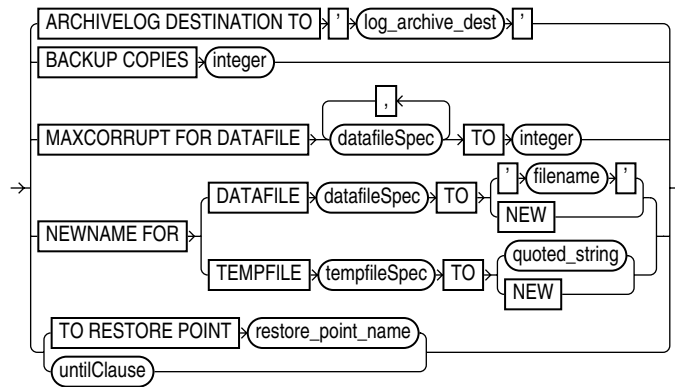 ARCHIVELOG DESTINATION TO ' log_archive_dest '
BACKUP COPIES integer
,
MAXCORRUPT FOR DATAFILE datafileSpec TO integer
' filename '
DATAFILE datafileSpec TO
NEW
NEWNAME FOR
quoted_string
TEMPFILE tempfileSpec TO
NEW
TO RESTORE POINT restore_point_name
untilClause